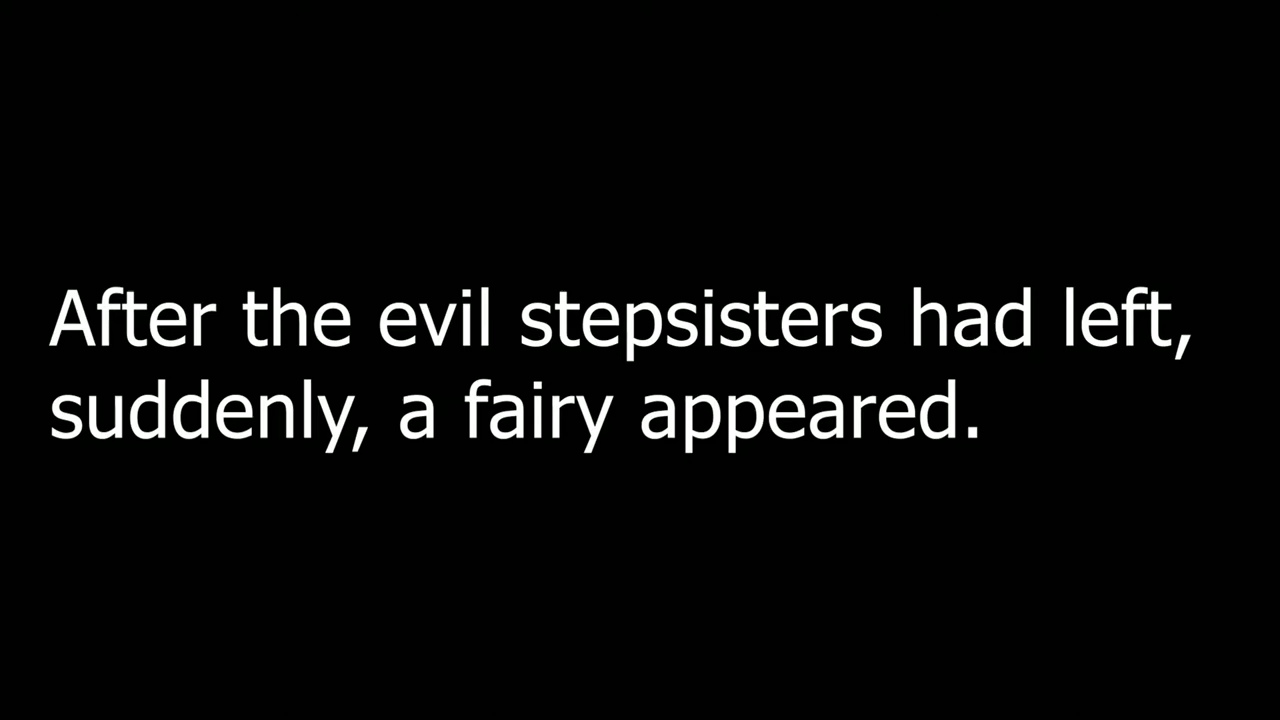 After the evil stepsisters had left,
suddenly, a fairy appeared.